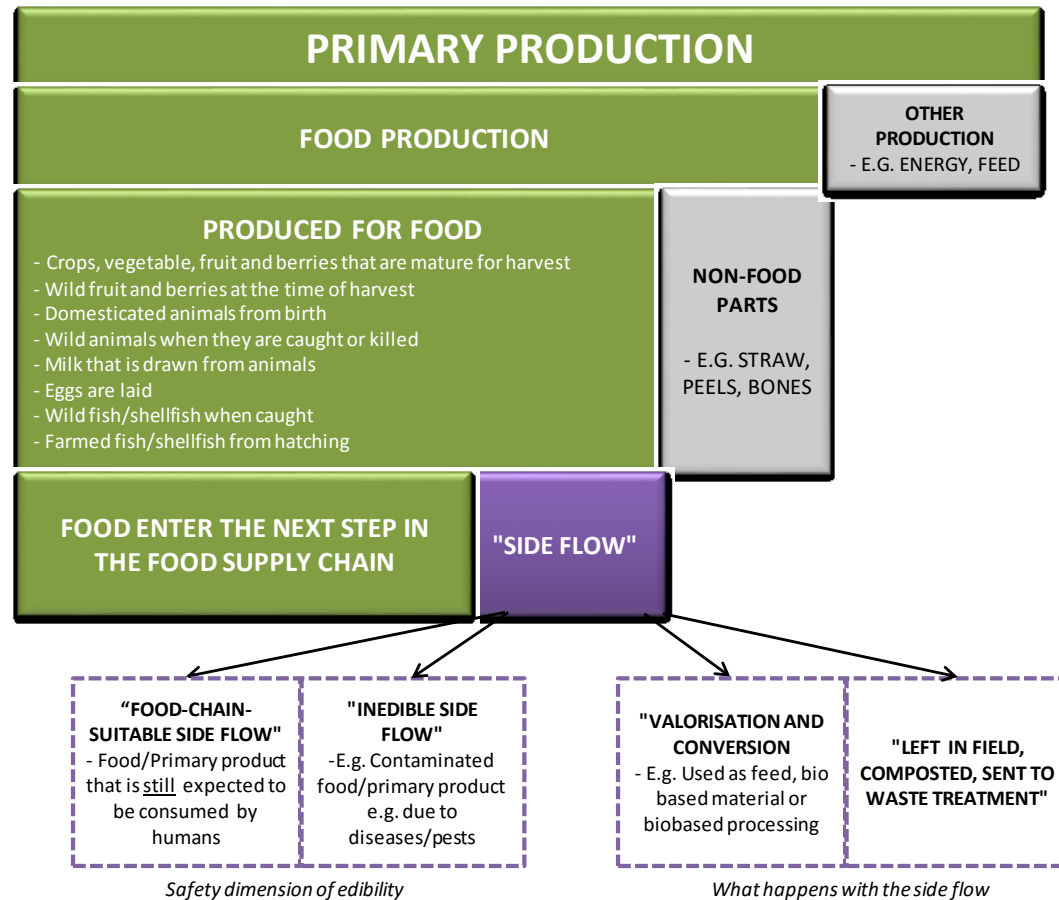 PRIMARY PRODUCTION
FOOD PRODUCTION
OTHER
PRODUCTION
- E.G. ENERGY, FEED
PRODUCED FOR FOOD
- Crops, vegetable, fruit and berries that are mature for harvest
- Wild fruit and berries at the time of harvest
- Domesticated animals from birth
- Wild animals when they are caught or killed
- Milk that is drawn from animals
- Eggs are laid
- Wild fish/shellfish when caught
- Farmed fish/shellfish from hatching
NON-FOOD
PARTS
- E.G. STRAW,
PEELS, BONES
FOOD ENTER THE NEXT STEP IN
THE FOOD SUPPLY CHAIN
"SIDE FLOW"
“FOOD-CHAIN-
SUITABLE SIDE FLOW"
- Food/Primary product
that is still expected to
be consumed by
humans
"INEDIBLE SIDE
FLOW"
-E.g. Contaminated
food/primary product
e.g. due to
diseases/pests
"VALORISATION AND
CONVERSION
- E.g. Used as feed, bio
based material or
biobased processing
"LEFT IN FIELD,
COMPOSTED, SENT TO
WASTE TREATMENT"
Safety dimension of edibility
What happens with the side flow